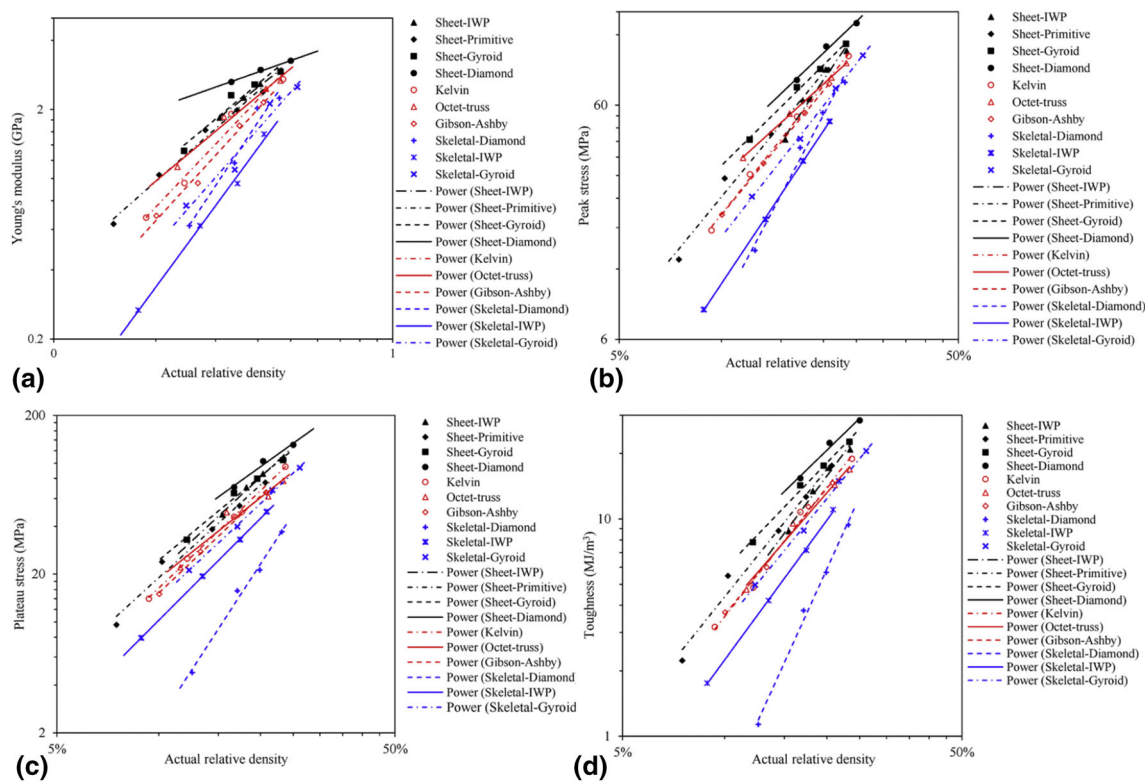 2
0.2
0
1
Young's modulus (GPa)
Actual relative density
(a)
Sheet-IWP
Sheet-Primitive
Sheet-Gyroid
Sheet-Diamond
Kelvin
Octet-truss
Gibson-Ashby
Skeletal-Diamond
Skeletal-IWP
Skeletal-Gyroid
Power (Sheet-IWP)
Power (Sheet-Primitive)
Power (Sheet-Gyroid)
Power (Sheet-Diamond)
Power (Kelvin)
Power (Octet-truss)
Power (Gibson-Ashby)
Power (Skeletal-Diamond)
Power (Skeletal-IWP)
Power (Skeletal-Gyroid)
60
6
5%
50%
Peak stress (MPa)
Actual relative density
(b)
Sheet-IWP
Sheet-Primitive
Sheet-Gyroid
Sheet-Diamond
Kelvin
Octet-truss
Gibson-Ashby
Skeletal-Diamond
Skeletal-IWP
Skeletal-Gyroid
Power (Sheet-IWP)
Power (Sheet-Primitive)
Power (Sheet-Gyroid)
Power (Sheet-Diamond)
Power (Kelvin)
Power (Octet-truss)
Power (Gibson-Ashby)
Power (Skeletal-Diamond)
Power (Skeletal-IWP)
Power (Skeletal-Gyroid)
200
20
2
5%
50%
Plateau stress (MPa)
Actual relative density
(c)
Sheet-IWP
Sheet-Primitive
Sheet-Gyroid
Sheet-Diamond
Kelvin
Octet-truss
Gibson-Ashby
Skeletal-Diamond
Skeletal-IWP
Skeletal-Gyroid
Power (Sheet-IWP)
Power (Sheet-Primitive)
Power (Sheet-Gyroid)
Power (Sheet-Diamond)
Power (Kelvin)
Power (Octet-truss)
Power (Gibson-Ashby)
Power (Skeletal-Diamond
Power (Skeletal-IWP)
Power (Skeletal-Gyroid
10
1
5%
50%
Toughness (MJ/m³)
Actual relative density
(d)
Sheet-IWP
Sheet-Primitive
Sheet-Gyroid
Sheet-Diamond
Kelvin
Octet-truss
Gibson-Ashby
Skeletal-Diamond
Skeletal-IWP
Skeletal-Gyroid
Power (Sheet-IWP)
Power (Sheet-Primitive)
Power (Sheet-Gyroid)
Power (Sheet-Diamond)
Power (Kelvin)
Power (Octet-truss)
Power (Gibson-Ashby)
Power (Skeletal-Diamond)
Power (Skeletal-IWP)
Power (Skeletal-Gyroid)